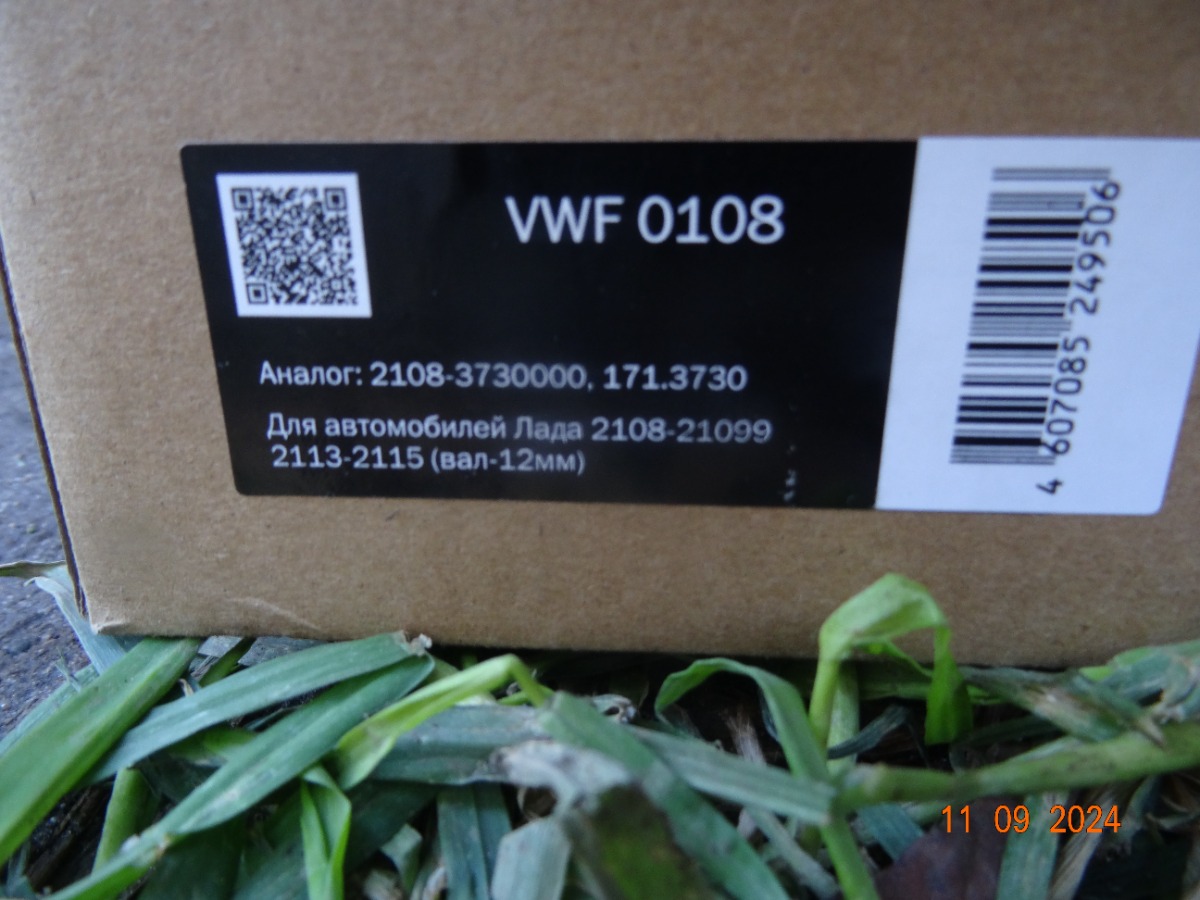 VWF 0108
Аналог: 2108-3730000, 171.3730
Для автомобилей Лада 2108-21099
2113-2115 (вал-12мм)
4 607085 249506
11 09 2024